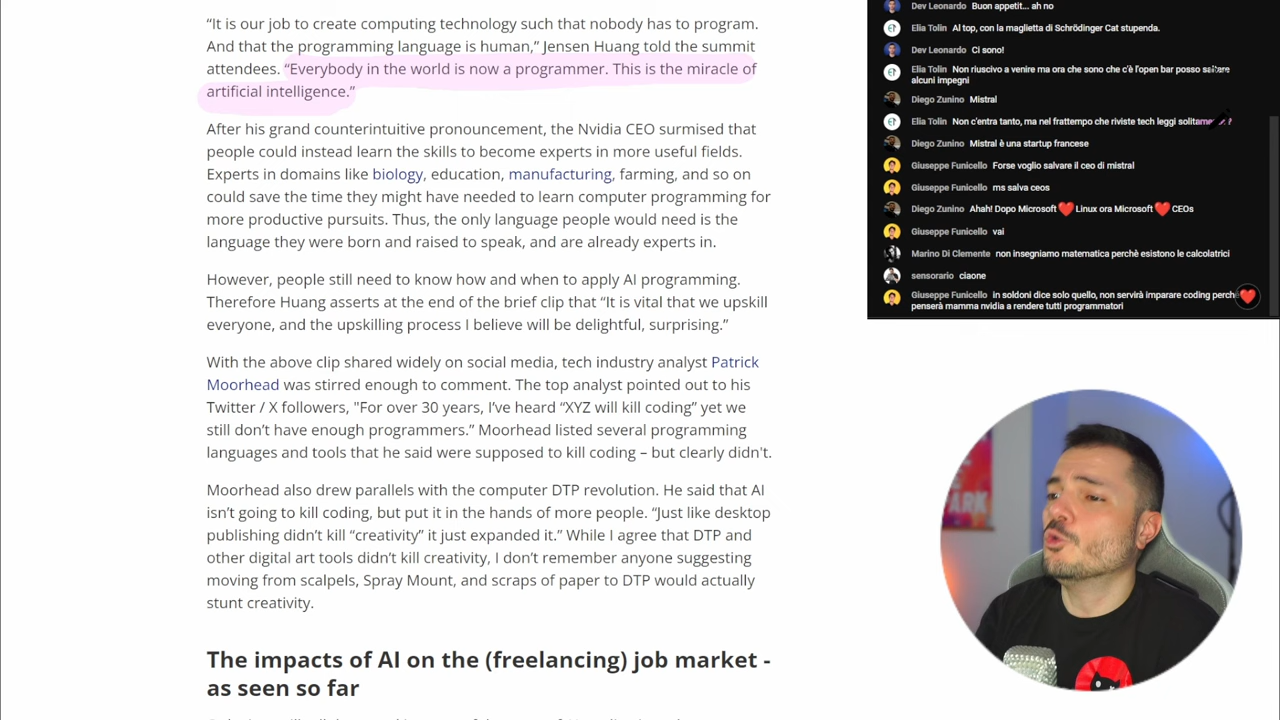 “It is our job to create computing technology such that nobody has to program.
And that the programming language is human,” Jensen Huang told the summit
attendees. “Everybody in the world is now a programmer. This is the miracle of
artificial intelligence.”
After his grand counterintuitive pronouncement, the Nvidia CEO surmised that
people could instead learn the skills to become experts in more useful fields.
Experts in domains like biology, education, manufacturing, farming, and so on
could save the time they might have needed to learn computer programming for
more productive pursuits. Thus the only language people would need is the
language they were born and raised to speak, and are already experts in.
However, people still need to know how and when to apply AI programming.
Therefore Huang asserts at the end of the brief clip that “It is vital that we upskill
everyone, and the upskilling process I believe will be delightful, surprising.”
With the above clip shared widely on social media, tech industry analyst Patrick
Moorhead was stirred enough to comment. The top analyst pointed out to his
Twitter / X followers, "For over 30 years, I’ve heard “XYZ will kill coding” yet we
still don’t have enough programmers.” Moorhead listed several programming
languages and tools that he said were supposed to kill coding – but clearly didn't.
Moorhead also drew parallels with the computer DTP revolution. He said that AI
isn’t going to kill coding, but put it in the hands of more people. “Just like desktop
publishing didn’t kill “creativity” it just expanded it.” While I agree that DTP and
other digital art tools didn’t kill creativity, I don’t remember anyone suggesting
moving from scalpels, Spray Mount, and scraps of paper to DTP would actually
stunt creativity.
The impacts of AI on the (freelancing) job market -
as seen so far
Dev Leonardo Buon appetit... ah no
Elia Tolin Al top, con la maglietta di Schrödinger Cat stupenda.
Dev Leonardo Ci sono!
Elia Tolin Non riuscivo a venire ma ora che sono che c'è l'open bar posso saltare
alcuni impegni
Diego Zunino Mistral
Elia Tolin Non c'entra tanto, ma nel frattempo che riviste tech leggi
Diego Zunino Mistral è una startup francese
Giuseppe Funicello Forse voglio salvare il ceo di mistral
Giuseppe Funicello ms salva ceos
Diego Zunino Ahah! Dopo Microsoft❤️Linux ora Microsoft❤️CEOs
Giuseppe Funicello vai
Marino Di Clemente non insegniamo matematica perchè esistono le calcolatrici
sensorario ciaone
Giuseppe Funicello in soldoni dice solo quello, non servirà imparare coding
penserà mamma nvidia a rendere tutti programmatori
ARK